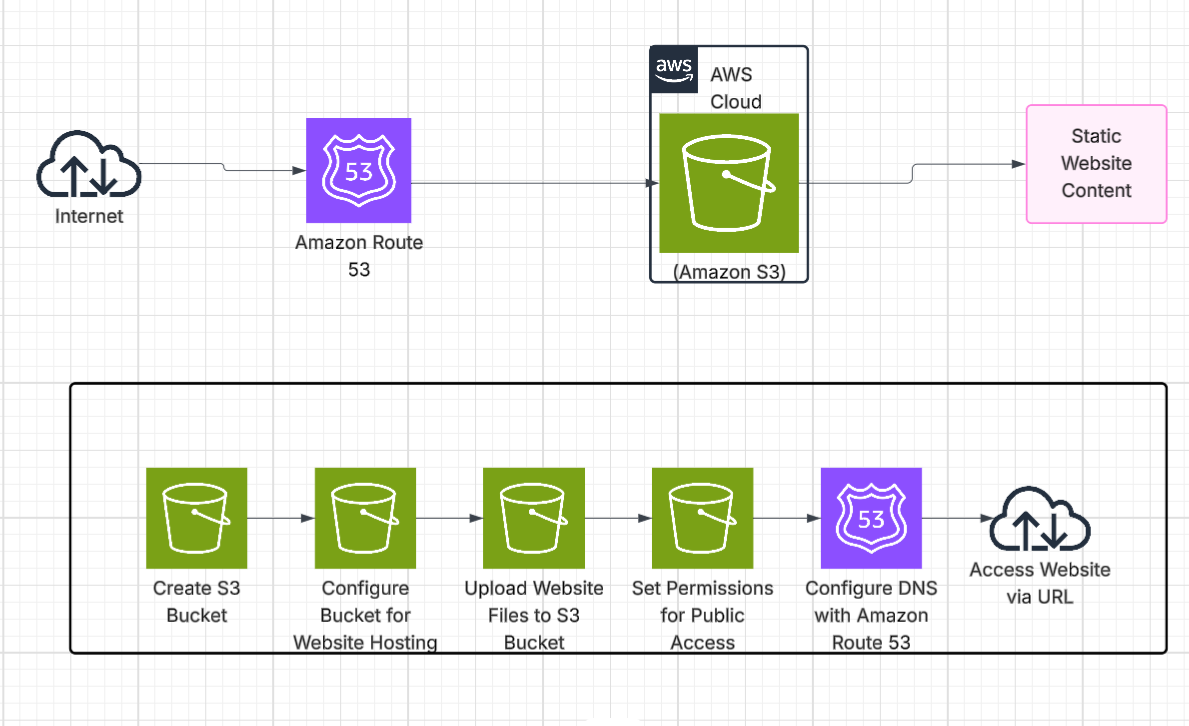 aws
AWS
Cloud
53
Internet
Amazon Route
53
(Amazon S3)
Static
Website
Content
Create S3
Bucket
Configure
Bucket for
Website Hosting
Upload Website
Files to S3
Bucket
Set Permissions
for Public
Access
53
Configure DNS
with Amazon
Route 53
Access Website
via URL